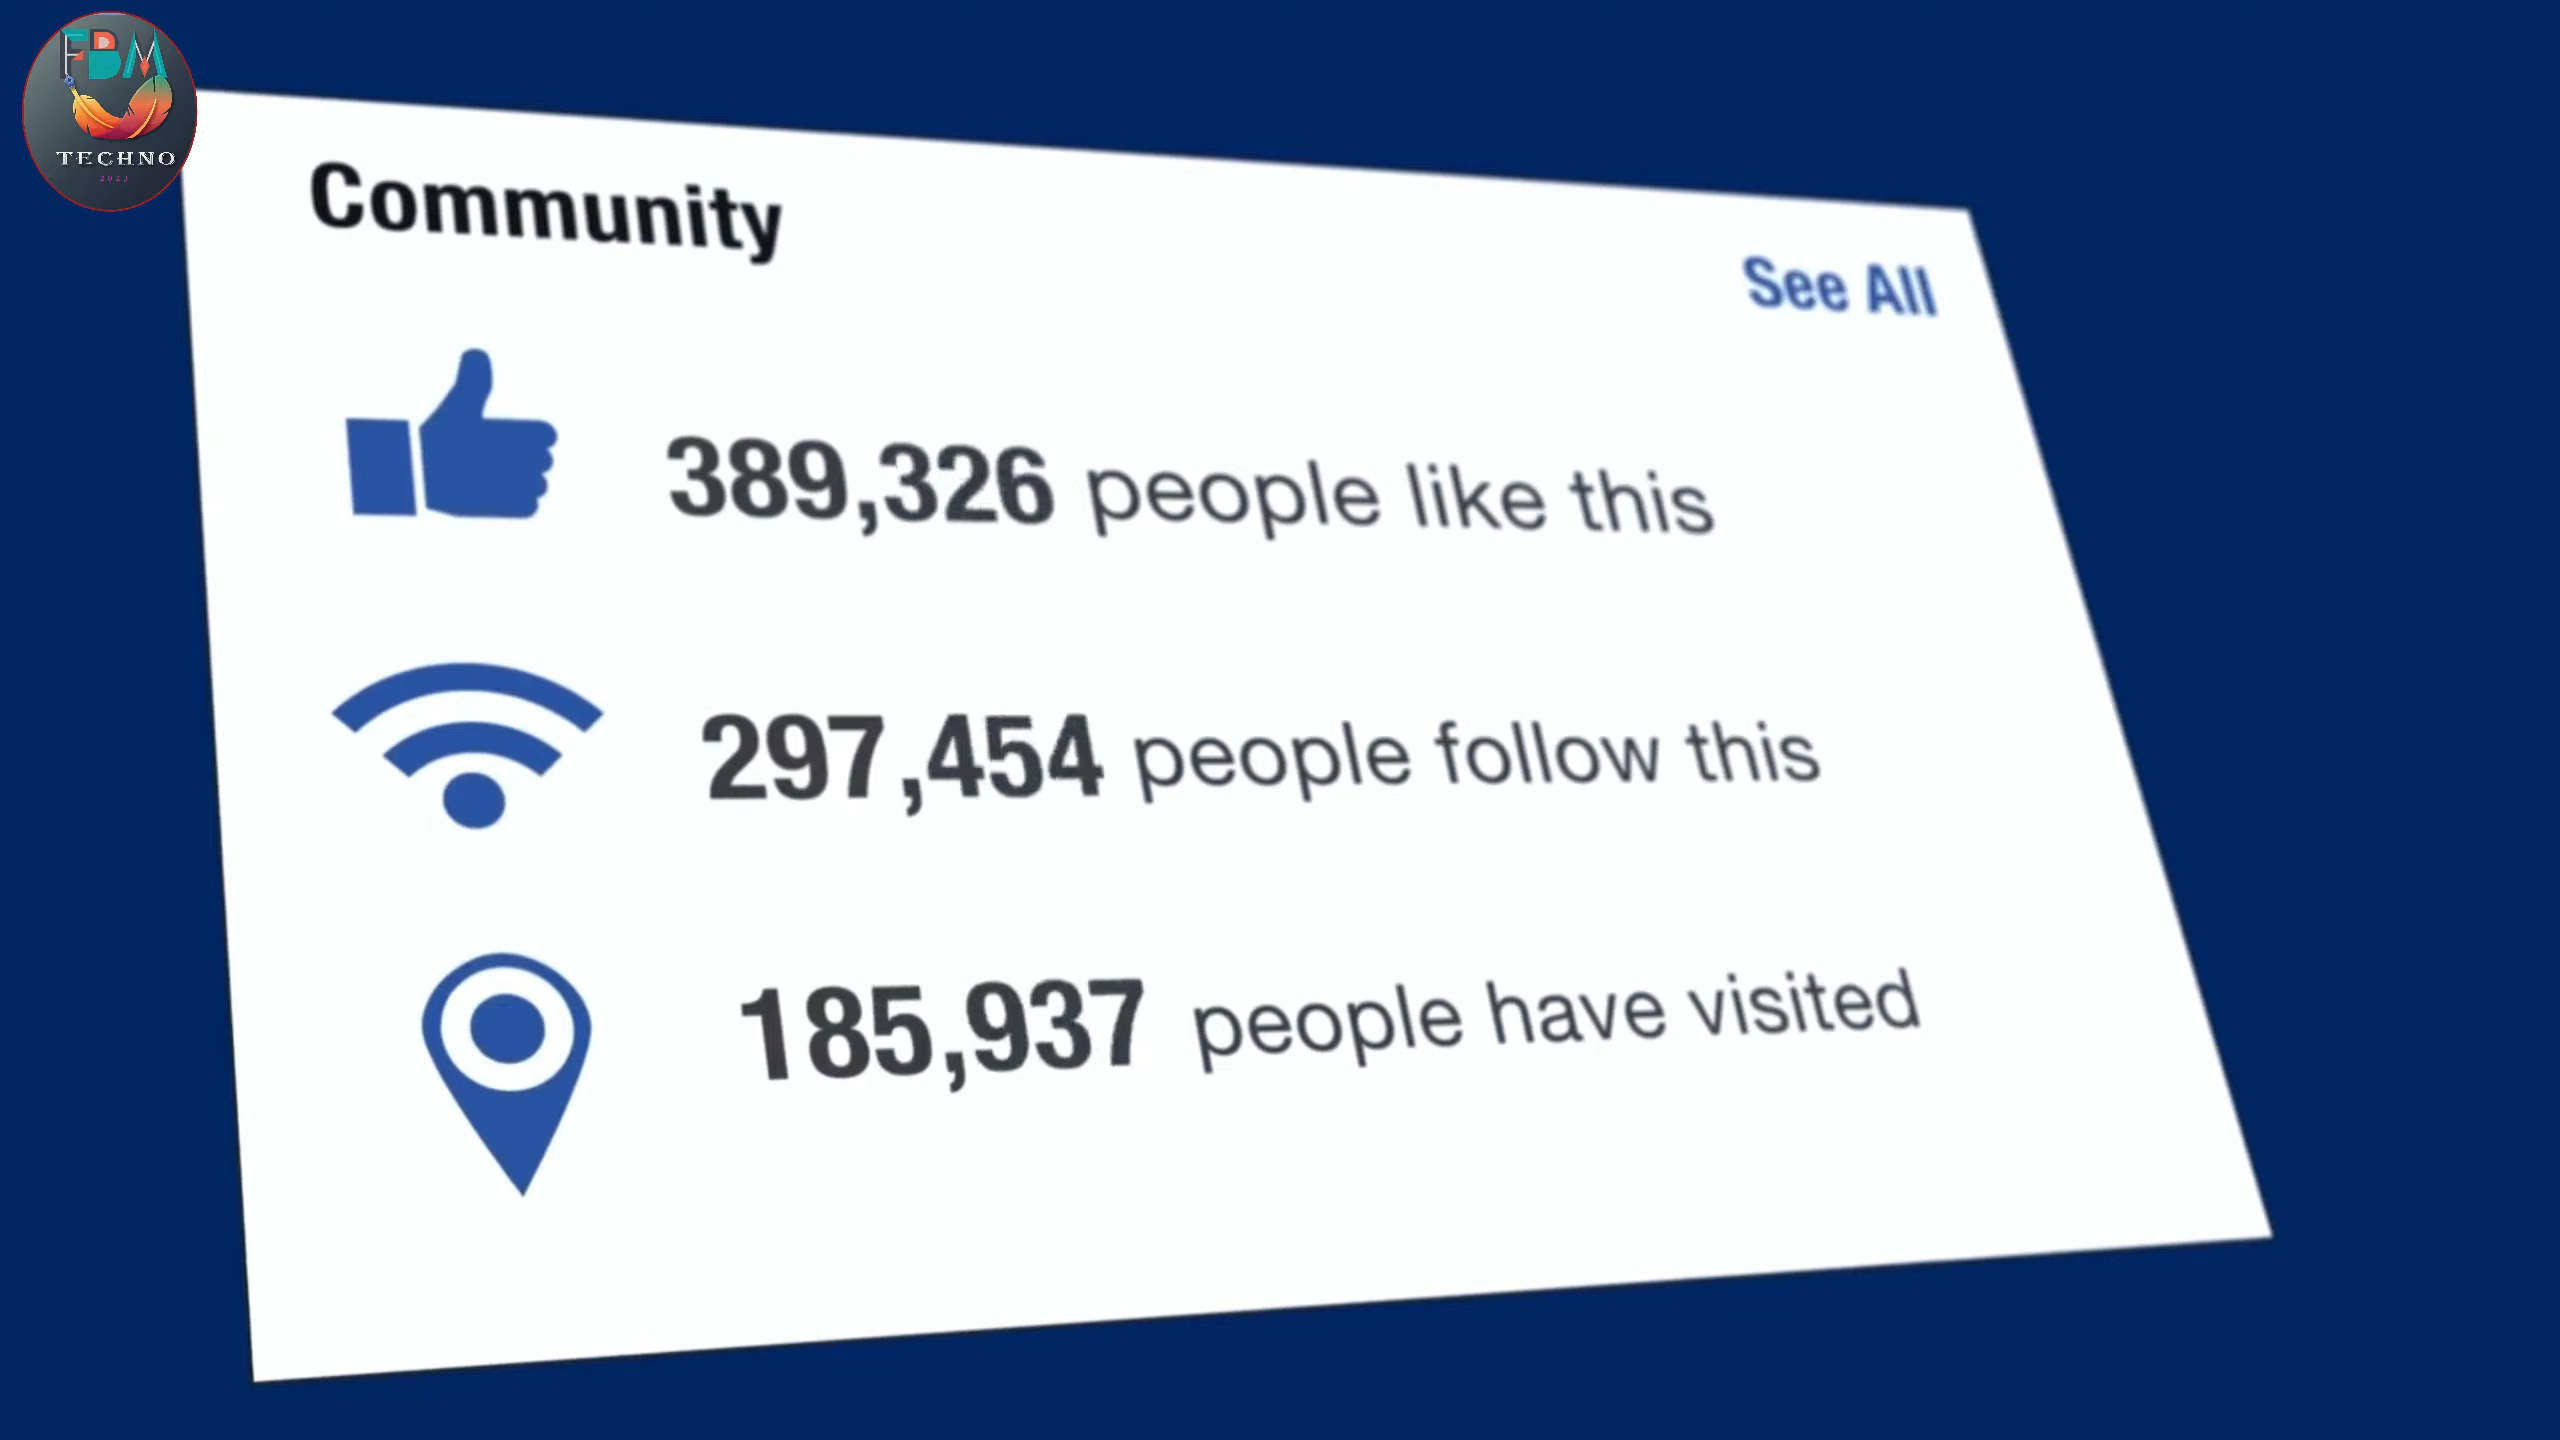 FBM
TECHNO
2023
Community
See All
389,326 people like this
297,454 people follow this
185,937 people have visited